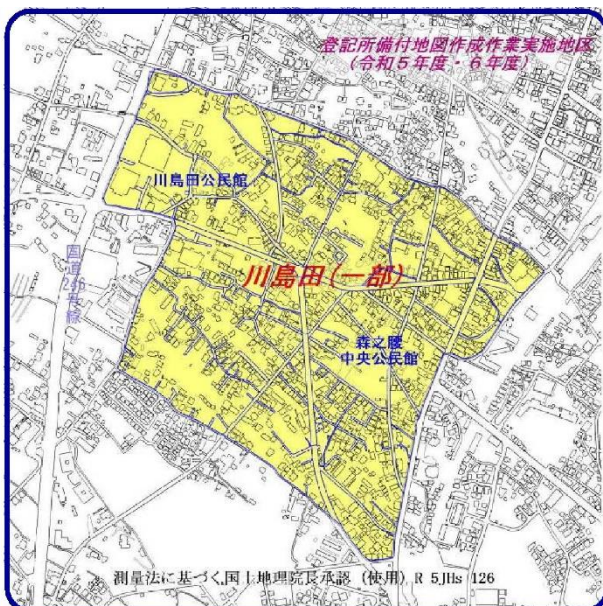 登記所備付地図作成作業実施地区
(令和5年度・6年度)
川島田公民館
国道246号線
川島田(一部)
森之腰
中央公民館
測量法に基づく国土地理院長承認（使用）R 5JHs 126